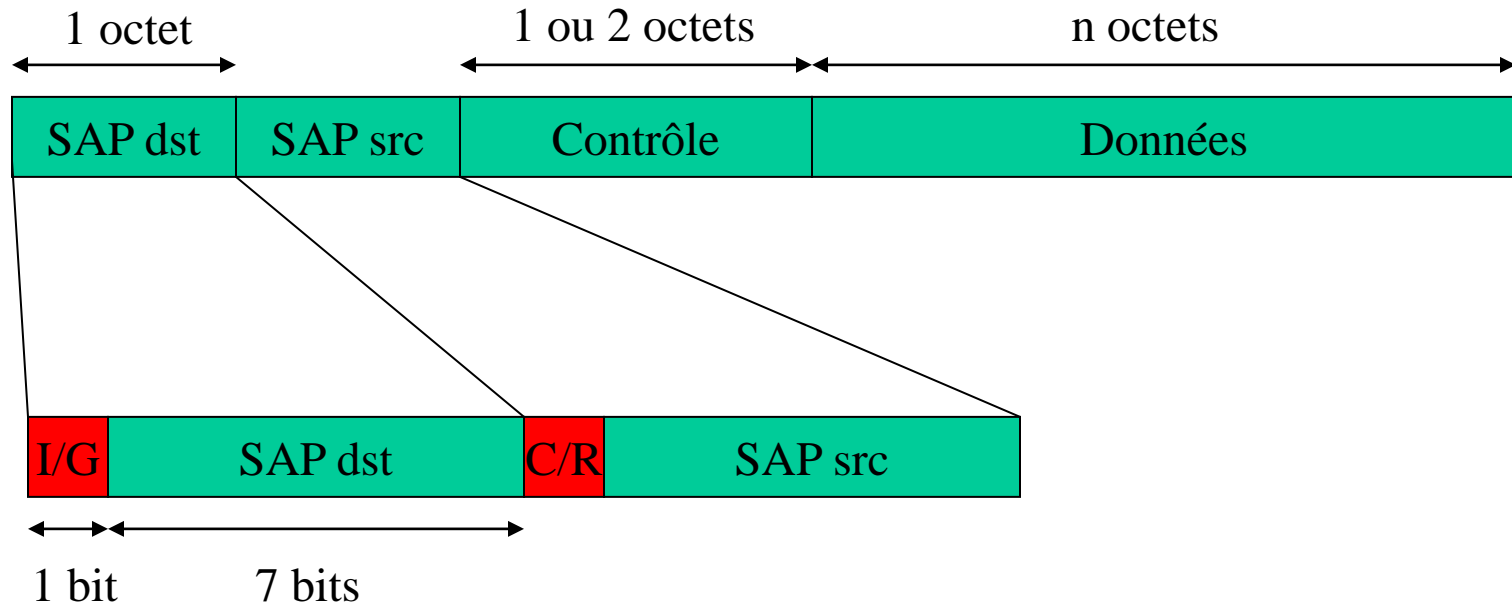 1 octet 1 ou 2 octets n octets
SAP dst SAP src Contrôle Données
I/G SAP dst C/R SAP src
1 bit 7 bits